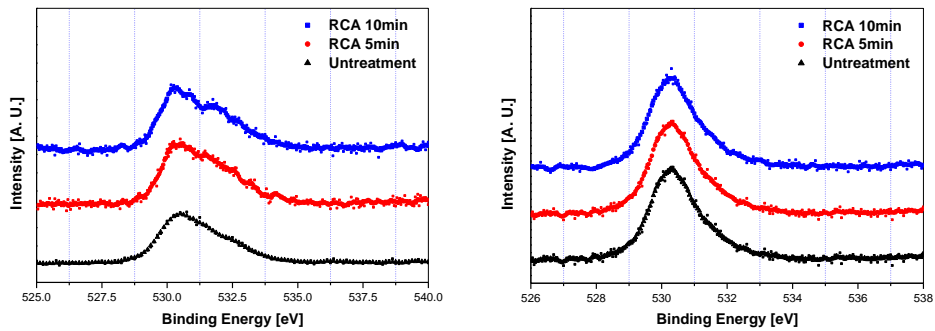 RCA 10min
RCA 5min
Untreatment
Intensity [A. U.]
525.0 527.5 530.0 532.5 535.0 537.5 540.0
Binding Energy [eV]
RCA 10min
RCA 5min
Untreatment
Intensity [A. U.]
526 528 530 532 534 536 538
Binding Energy [eV]